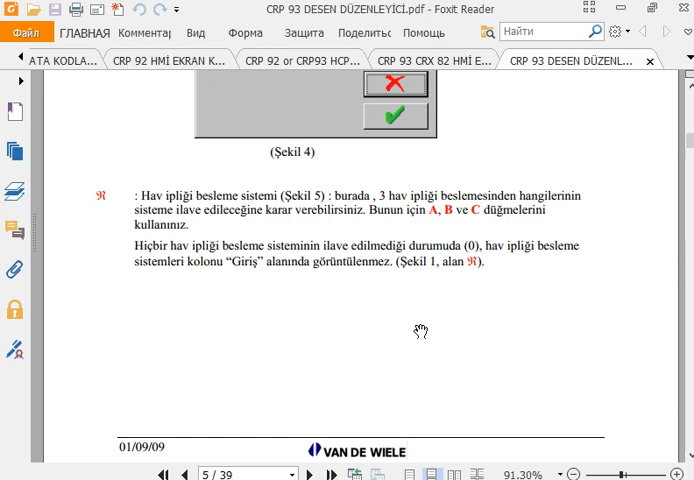 CRP 93 DESEN DÜZENLEYİCİ.pdf - Foxit Reader
Файл ГЛАВНАЯ Комментар Вид Форма Защита Поделитьс Помощь Найти
АТА KODLA... CRP 92 HMİ EKRAN K... CRP 92 or CRP93 HCP... CRP 93 CRX 82 HMİ E... CRP 93 DESEN DÜZENL...
(Şekil 4)
ℜ : Hav ipliği besleme sistemi (Şekil 5) : burada , 3 hav ipliği beslemesinden hangilerinin
sisteme ilave edileceğine karar verebilirsiniz. Bunun için A, B ve C düğmelerini
kullanınız.
Hiçbir hav ipliği besleme sisteminin ilave edilmediği durumuda (0), hav ipliği besleme
sistemleri kolonu “Giriş” alanında görüntülenmez. (Şekil 1, alan ℜ).
01/09/09
VAN DE WIELE
5 / 39 91.30%